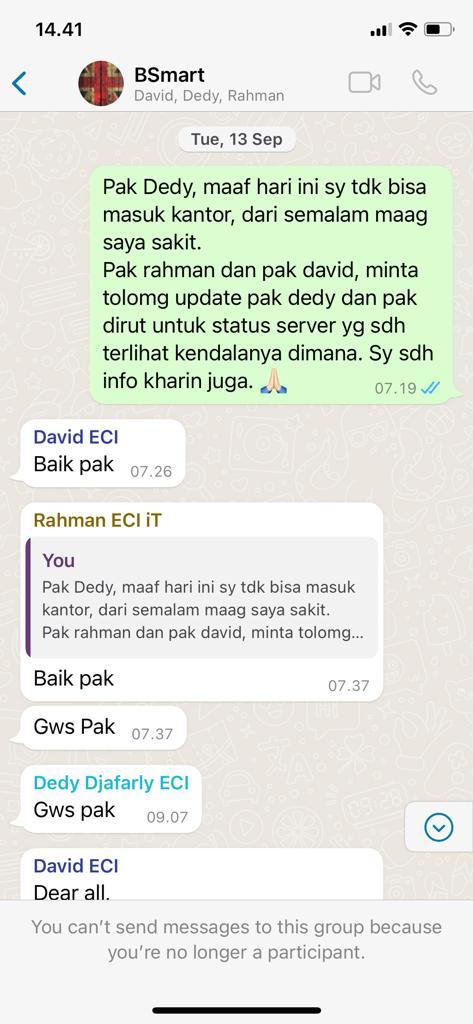 14.41
BSmart
David, Dedy, Rahman
Tue, 13 Sep
Pak Dedy, maaf hari ini sy tdk bisa
masuk kantor, dari semalam maag
saya sakit.
Pak rahman dan pak david, minta
tolomg update pak dedy dan pak
dirut untuk status server yg sdh
terlihat kendalanya dimana. Sy sdh
info kharin juga. 🙏🏻
07.19
David ECI
Baik pak 07.26
Rahman ECI iT
You
Pak Dedy, maaf hari ini sy tdk bisa masuk
kantor, dari semalam maag saya sakit.
Pak rahman dan pak david, minta tolomg...
Baik pak
07.37
Gws Pak 07.37
Dedy Djafarly ECI
Gws pak 09.07
David ECI
Dear all,
You can’t send messages to this group because
you’re no longer a participant.